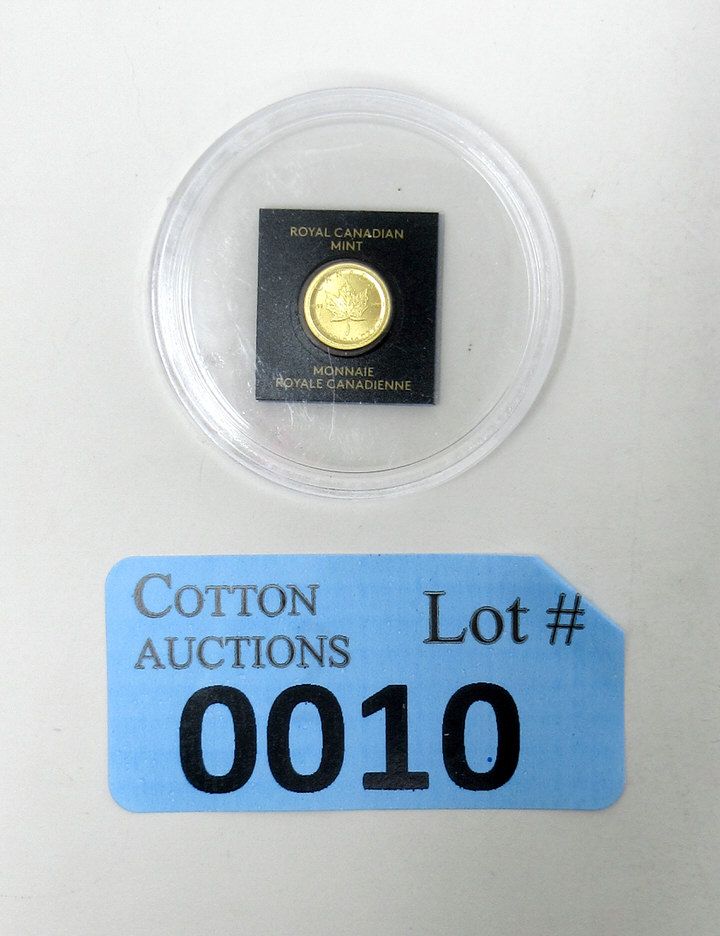 ROYAL CANADIAN
MINT
MONNAIE
ROYALE CANADIENNE
COTTON
AUCTIONS
Lot #
0010